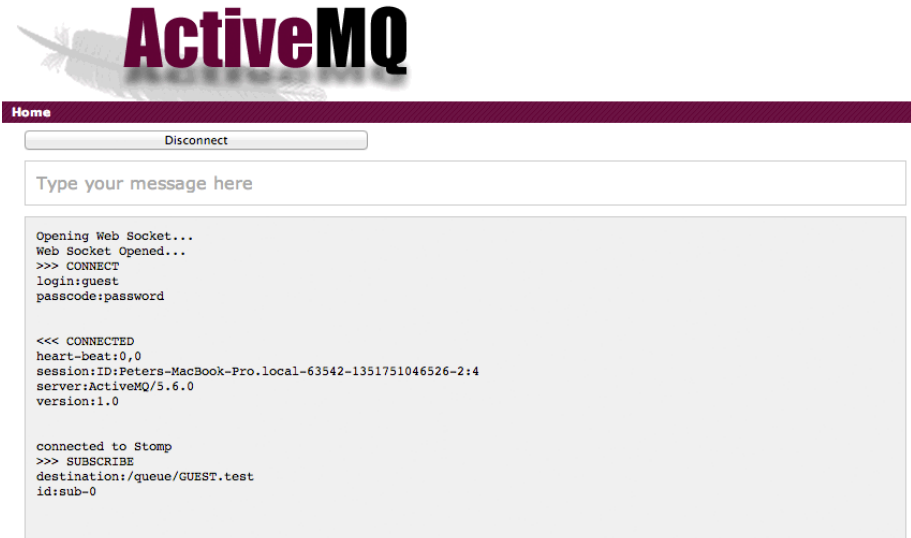 ActiveMQ
Home
Disconnect
Type your message here
Opening Web Socket...
Web Socket Opened...
>>> CONNECT
login:guest
passcode:password
<<< CONNECTED
heart-beat:0,0
session:ID:Peters-MacBook-Pro.local-63542-1351751046526-2:4
server:ActiveMQ/5.6.0
version:1.0
connected to Stomp
>>> SUBSCRIBE
destination:/queue/GUEST.test
id:sub-0